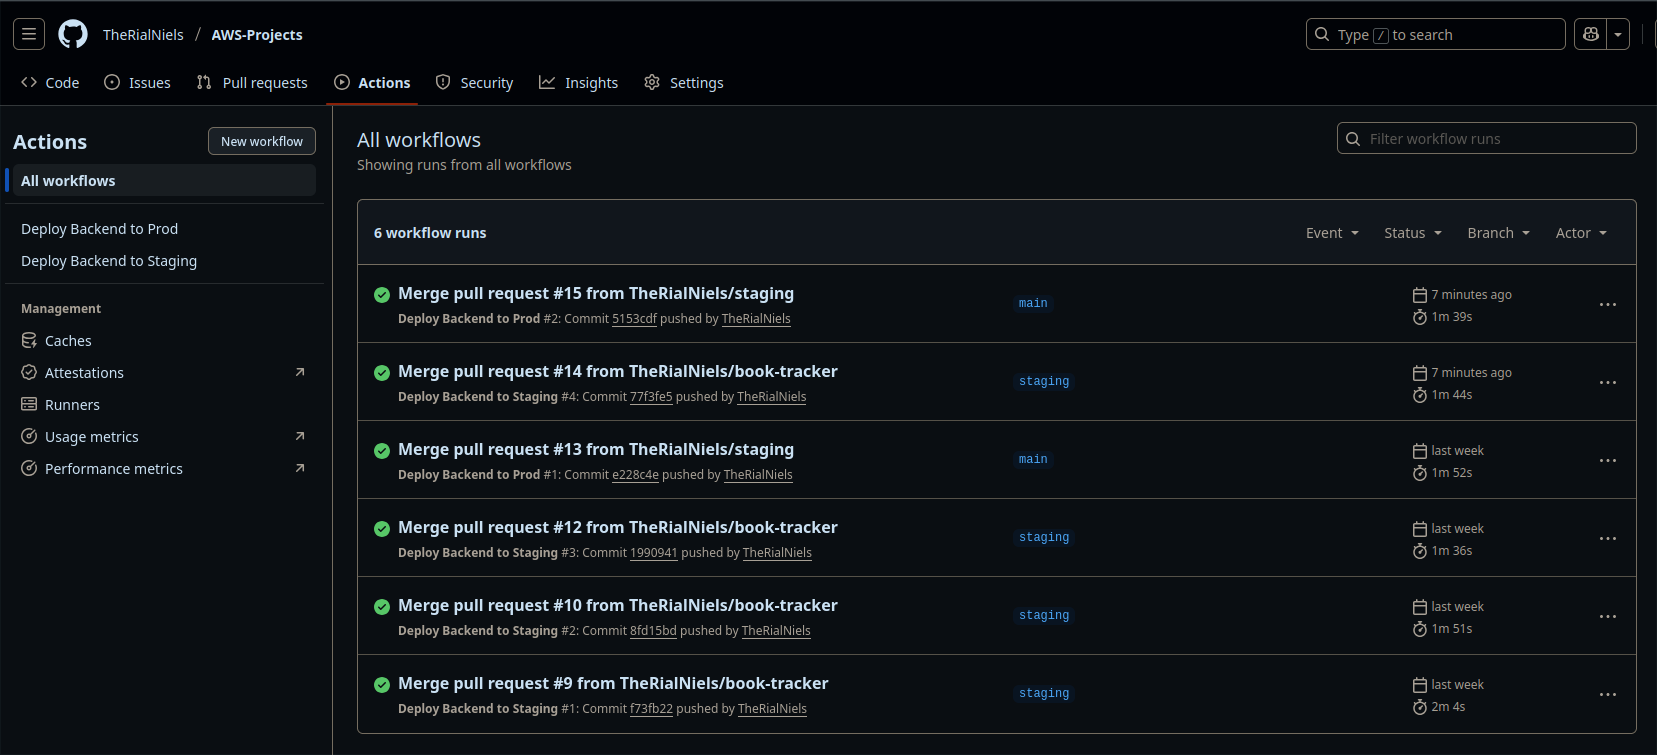 TheRialNiels / AWS-Projects
Type / to search
Code Issues Pull requests Actions Security Insights Settings
Actions
New workflow
All workflows
Deploy Backend to Prod
Deploy Backend to Staging
Management
Caches
Attestations
Runners
Usage metrics
Performance metrics
All workflows
Showing runs from all workflows
Filter workflow runs
6 workflow runs
Event Status Branch Actor
Merge pull request #15 from TheRialNiels/staging
Deploy Backend to Prod #2: Commit 5153cdf pushed by TheRialNiels
main
7 minutes ago
1m 39s
Merge pull request #14 from TheRialNiels/book-tracker
Deploy Backend to Staging #4: Commit 77f3fe5 pushed by TheRialNiels
staging
7 minutes ago
1m 44s
Merge pull request #13 from TheRialNiels/staging
Deploy Backend to Prod #1: Commit e228c4e pushed by TheRialNiels
main
last week
1m 52s
Merge pull request #12 from TheRialNiels/book-tracker
Deploy Backend to Staging #3: Commit 1990941 pushed by TheRialNiels
staging
last week
1m 36s
Merge pull request #10 from TheRialNiels/book-tracker
Deploy Backend to Staging #2: Commit 8fd15bd pushed by TheRialNiels
staging
last week
1m 51s
Merge pull request #9 from TheRialNiels/book-tracker
Deploy Backend to Staging #1: Commit f73fb22 pushed by TheRialNiels
staging
last week
2m 4s